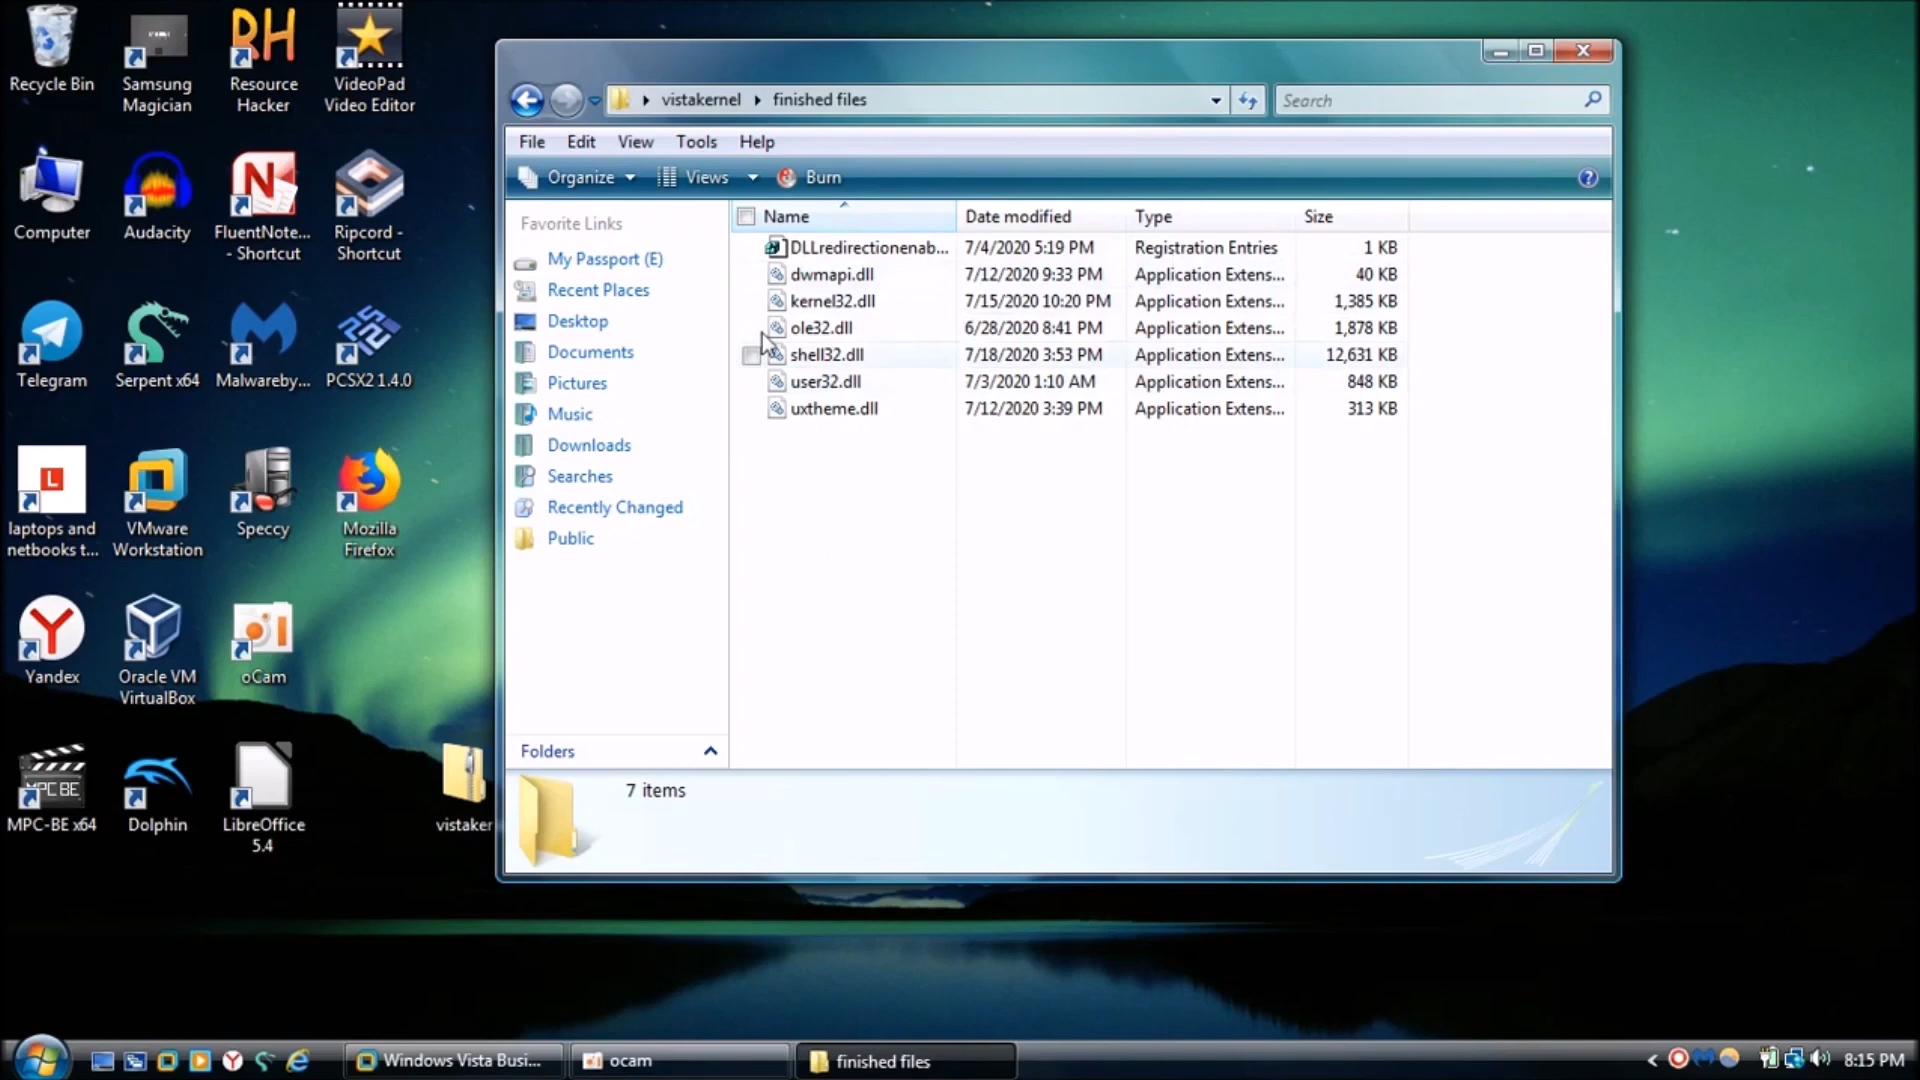 Recycle Bin
Samsung
Magician
RH
Resource
Hacker
VideoPad
Video Editor
Computer
Audacity
N
FluentNote...
- Shortcut
Ripcord -
Shortcut
Telegram
Serpent x64
Malwareby...
PCSX2 1.4.0
L
laptops and
netbooks t...
VMware
Workstation
Speccy
Mozilla
Firefox
Y
Yandex
Oracle VM
VirtualBox
oCam
MPC BE
MPC-BE x64
Dolphin
LibreOffice
5.4
vistaker
vistakernel
finished files
Search
File
Edit
View
Tools
Help
Organize
Views
Burn
?
Favorite Links
My Passport (E)
Recent Places
Desktop
Documents
Pictures
Music
Downloads
Searches
Recently Changed
Public
Folders
Name Date modified Type Size
DLLredirectionenab... 7/4/2020 5:19 PM Registration Entries 1 KB
dwmapi.dll 7/12/2020 9:33 PM Application Extens... 40 KB
kernel32.dll 7/15/2020 10:20 PM Application Extens... 1,385 KB
ole32.dll 6/28/2020 8:41 PM Application Extens... 1,878 KB
shell32.dll 7/18/2020 3:53 PM Application Extens... 12,631 KB
user32.dll 7/3/2020 1:10 AM Application Extens... 848 KB
uxtheme.dll 7/12/2020 3:39 PM Application Extens... 313 KB
7 items
Windows Vista Busi...
ocam
finished files
8:15 PM